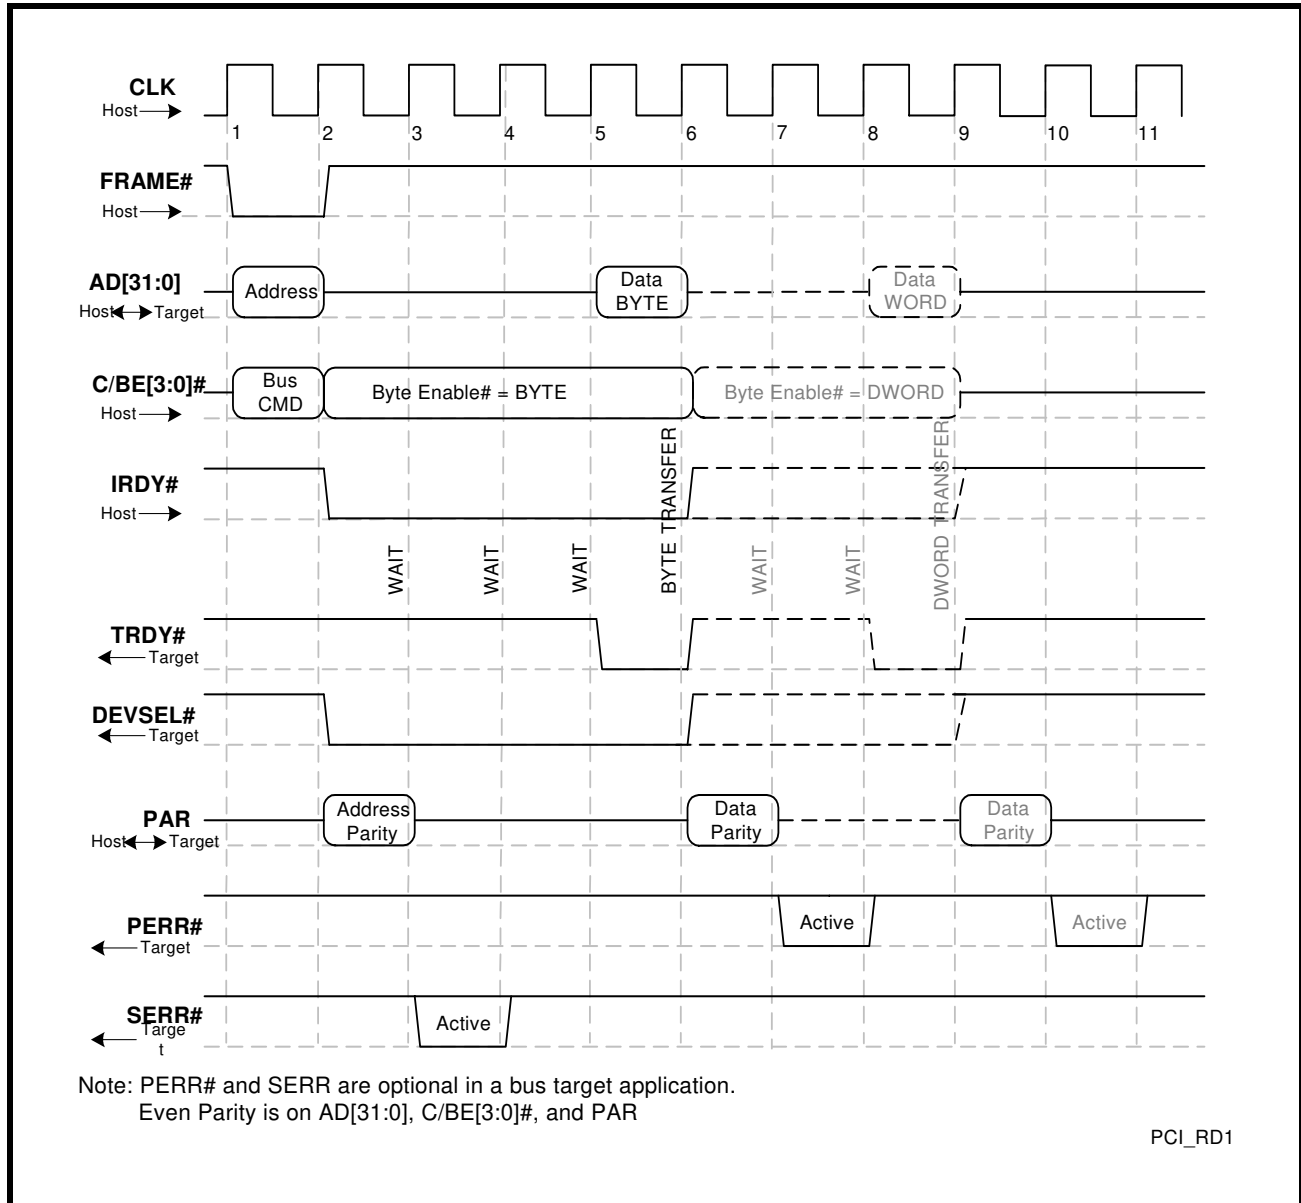 CLK
Host
1 2 3 4 5 6 7 8 9 10 11
FRAME#
Host
AD[31:0]
Host Target
Address
Data
BYTE
Data
WORD
C/BE[3:0]#
Host
Bus
CMD
Byte Enable# = BYTE
Byte Enable# = DWORD
IRDY#
Host
WAIT
WAIT
WAIT
BYTE TRANSFER
WAIT
WAIT
DWORD TRANSFER
TRDY#
Target
DEVSEL#
Target
PAR
Host Target
Address
Parity
Data
Parity
Data
Parity
PERR#
Target
Active
Active
SERR#
Targe
t
Active
Note: PERR# and SERR are optional in a bus target application.
Even Parity is on AD[31:0], C/BE[3:0]#, and PAR
PCI_RD1